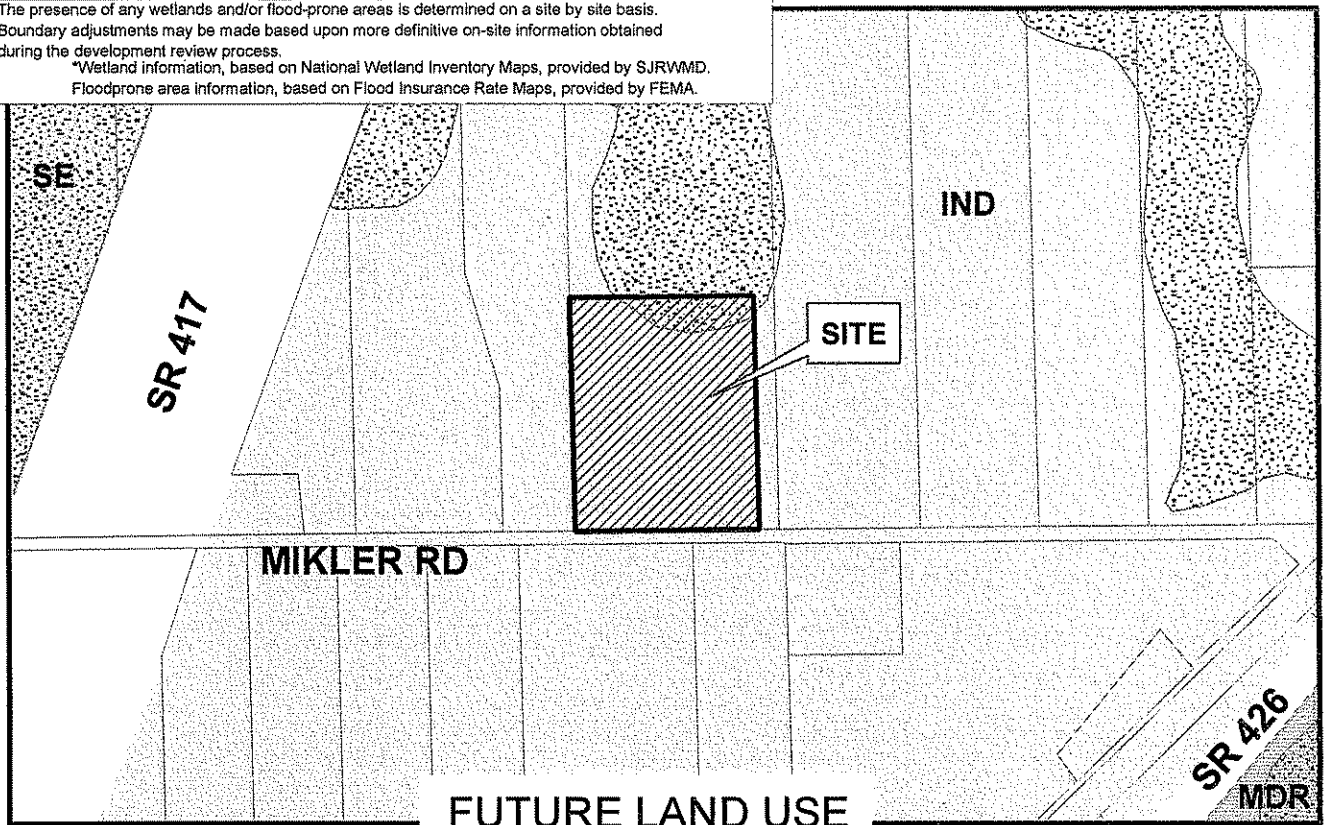 The presence of any wetlands and/or flood-prone areas is determined on a site by site basis.
Boundary adjustments may be made based upon more definitive on-site information obtained
during the development review process.
*Wetland information, based on National Wetland Inventory Maps, provided by SJRWMD.
Floodprone area information, based on Flood Insurance Rate Maps, provided by FEMA.
SE
IND
SR 417
SITE
MIKLER RD
SR 426
MDR
FUTURE LAND USE